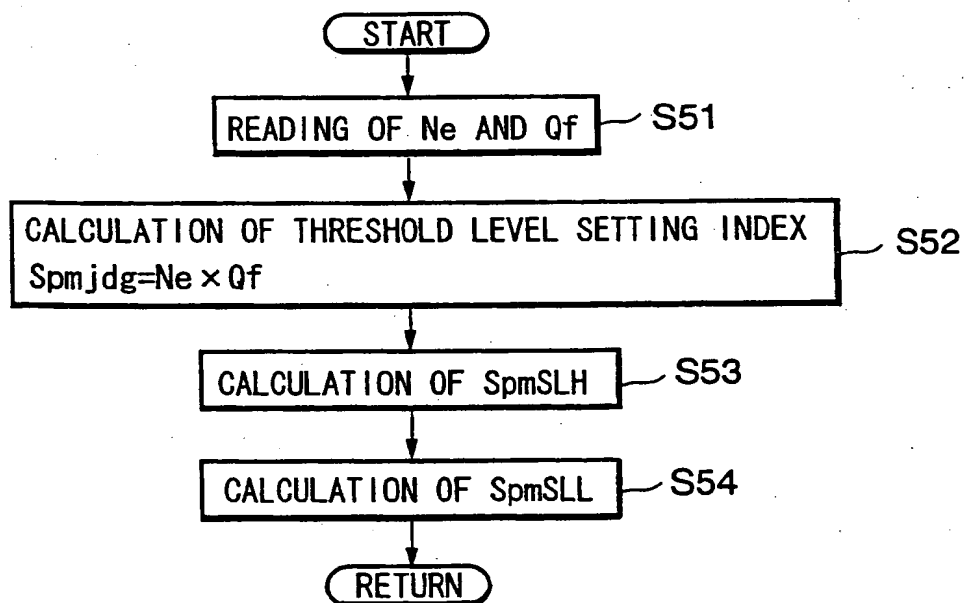 START
READING OF Ne AND Qf
S51
CALCULATION OF THRESHOLD LEVEL SETTING INDEX
Spmjdg=Ne×Qf
S52
CALCULATION OF SpmSLH
S53
CALCULATION OF SpmSLL
S54
RETURN